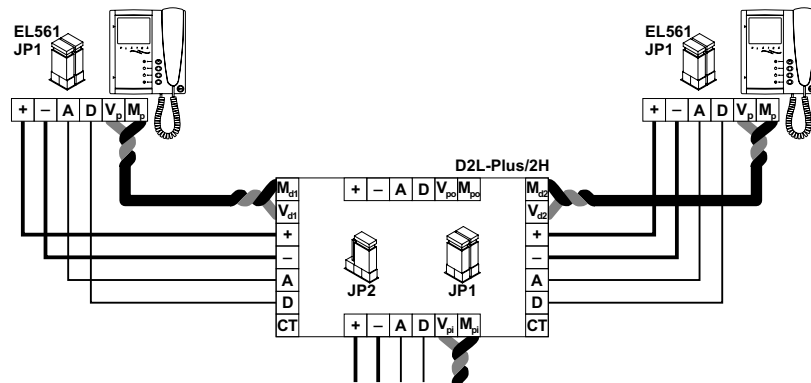 EL561
JP1
+ – A D Vp Mp
EL561
JP1
+ – A D Vp Mp
D2L-Plus/2H
+ – A D Vpo Mpo
Md1
Vd1
+
–
A
D
CT
JP2
JP1
Md2
Vd2
+
–
A
D
CT
+ – A D Vpi Mpi